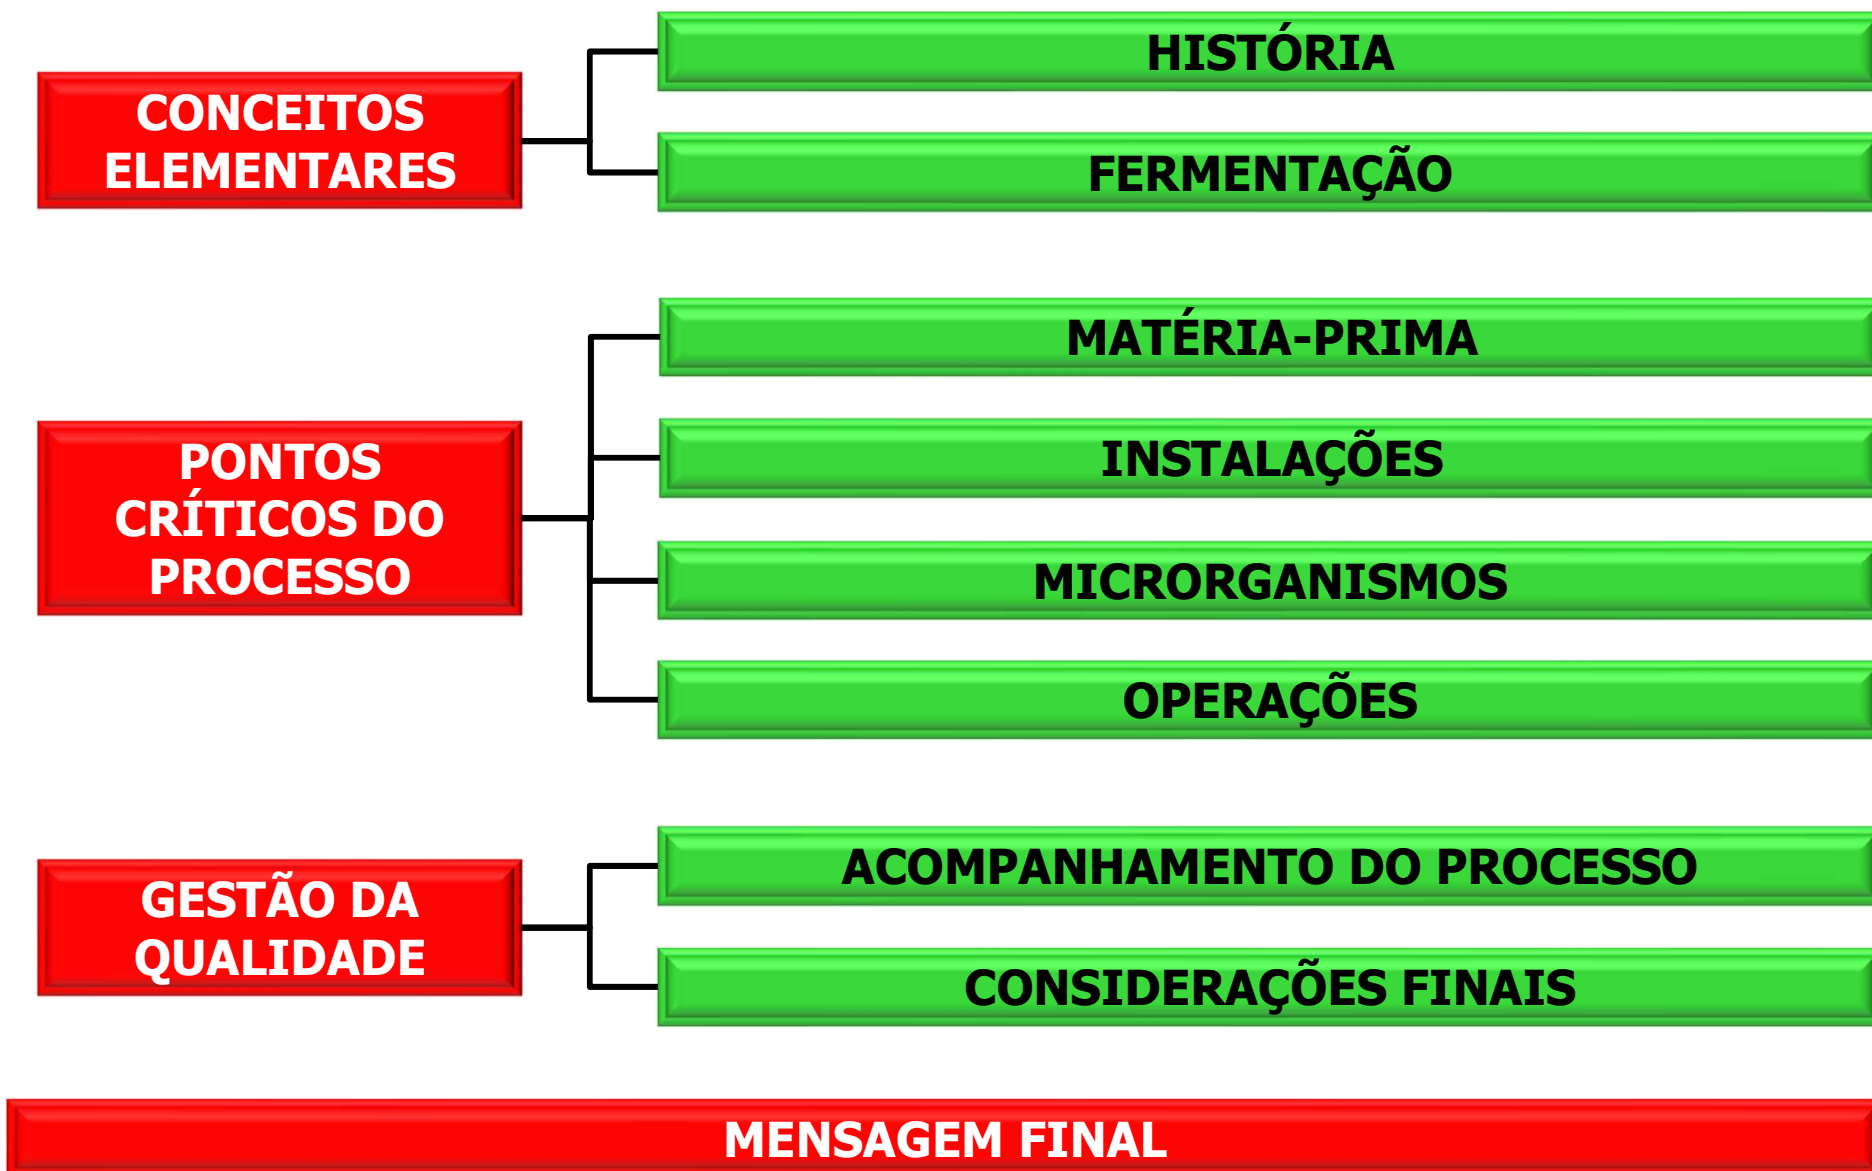 CONCEITOS
ELEMENTARES
HISTÓRIA
FERMENTAÇÃO
PONTOS
CRÍTICOS DO
PROCESSO
MATÉRIA-PRIMA
INSTALAÇÕES
MICRORGANISMOS
OPERAÇÕES
GESTÃO DA
QUALIDADE
ACOMPANHAMENTO DO PROCESSO
CONSIDERAÇÕES FINAIS
MENSAGEM FINAL